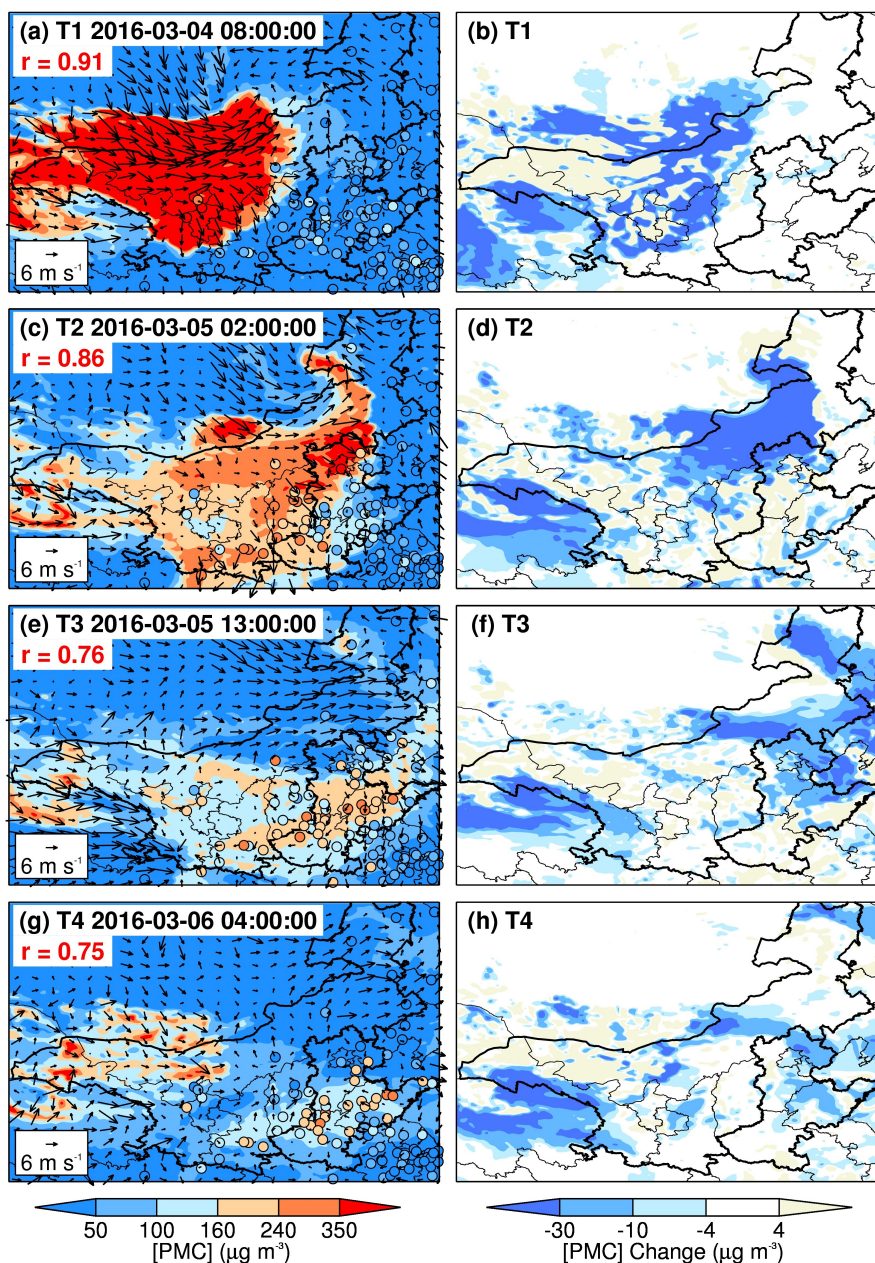 (a) T1 2016-03-04 08:00:00
r = 0.91
6 m s⁻¹
(b) T1
(c) T2 2016-03-05 02:00:00
r = 0.86
6 m s⁻¹
(d) T2
(e) T3 2016-03-05 13:00:00
r = 0.76
6 m s⁻¹
(f) T3
(g) T4 2016-03-06 04:00:00
r = 0.75
6 m s⁻¹
(h) T4
50 100 160 240 350
[PMC] (μg m⁻³)
-30 -10 -4 4
[PMC] Change (μg m⁻³)